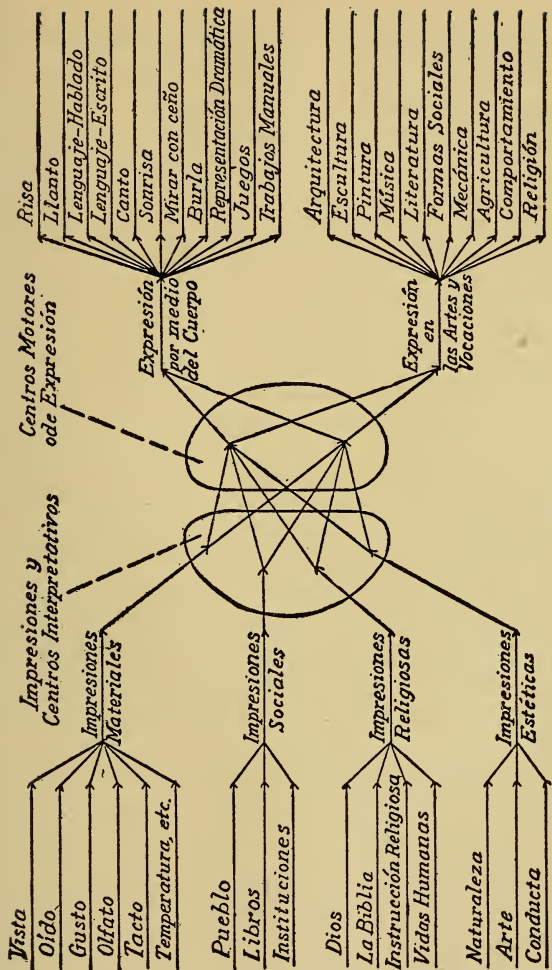 Impresiones y
Centros Interpretativos
Centros Motores
ode Expresión
Vista
Oido
Gusto
Olfato
Tacto
Temperatura, etc.
Impresiones
Materiales
Pueblo
Libros
Instituciones
Impresiones
Sociales
Dios
La Biblia
Instrucción Religiosa
Vidas Humanas
Impresiones
Religiosas
Naturaleza
Arte
Conducta
Impresiones
Estéticas
Expresión
por medio
del Cuerpo
Risa
Llanto
Lenguaje-Hablado
Lenguaje-Escrito
Canto
Sonrisa
Mirar con ceño
Burla
Representación Dramática
Juegos
Trabajos Manuales
Expresión
en
las Artes y
Vocaciones
Arquitectura
Escultura
Pintura
Música
Literatura
Formas Sociales
Mecánica
Agricultura
Comportamiento
Religión